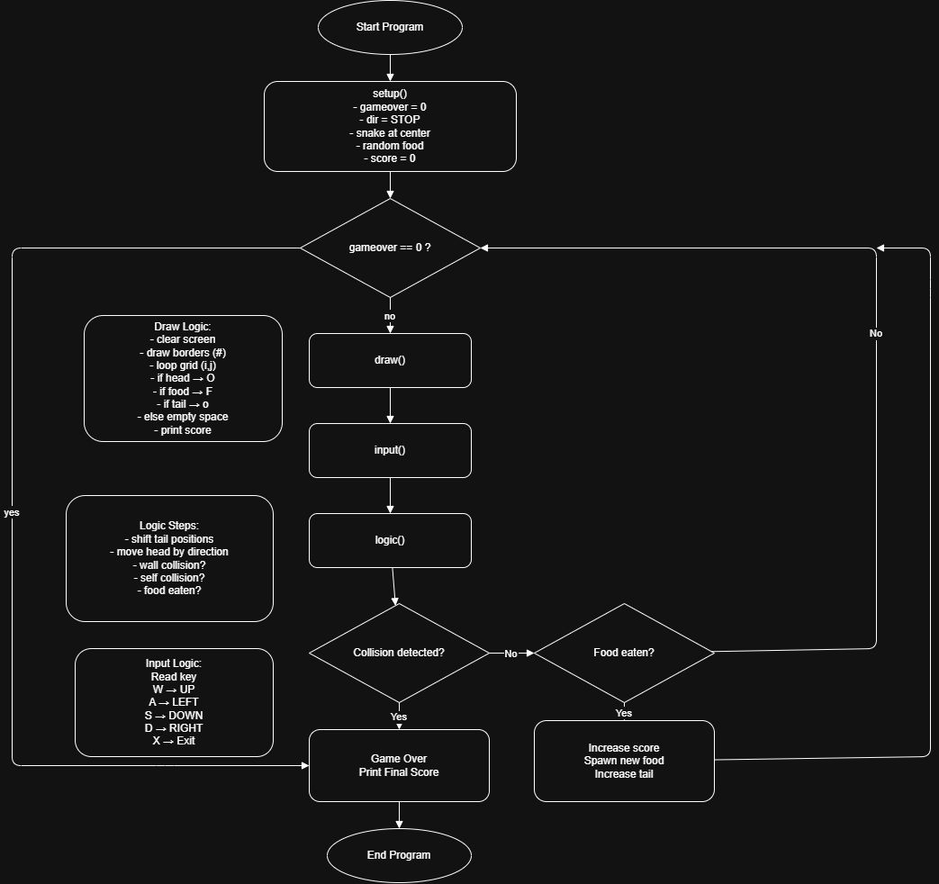 Start Program
setup()
- gameover = 0
- dir = STOP
- snake at center
- random food
- score = 0
gameover == 0 ?
no
Draw Logic:
- clear screen
- draw borders (#)
- loop grid (i,j)
- if head → O
- if food → F
- if tail → o
- else empty space
- print score
No
draw()
input()
yes
Logic Steps:
- shift tail positions
- move head by direction
- wall collision?
- self collision?
- food eaten?
logic()
Collision detected?
No
Food eaten?
Input Logic:
Read key
W → UP
A → LEFT
S → DOWN
D → RIGHT
X → Exit
Yes
Yes
Game Over
Print Final Score
Increase score
Spawn new food
Increase tail
End Program